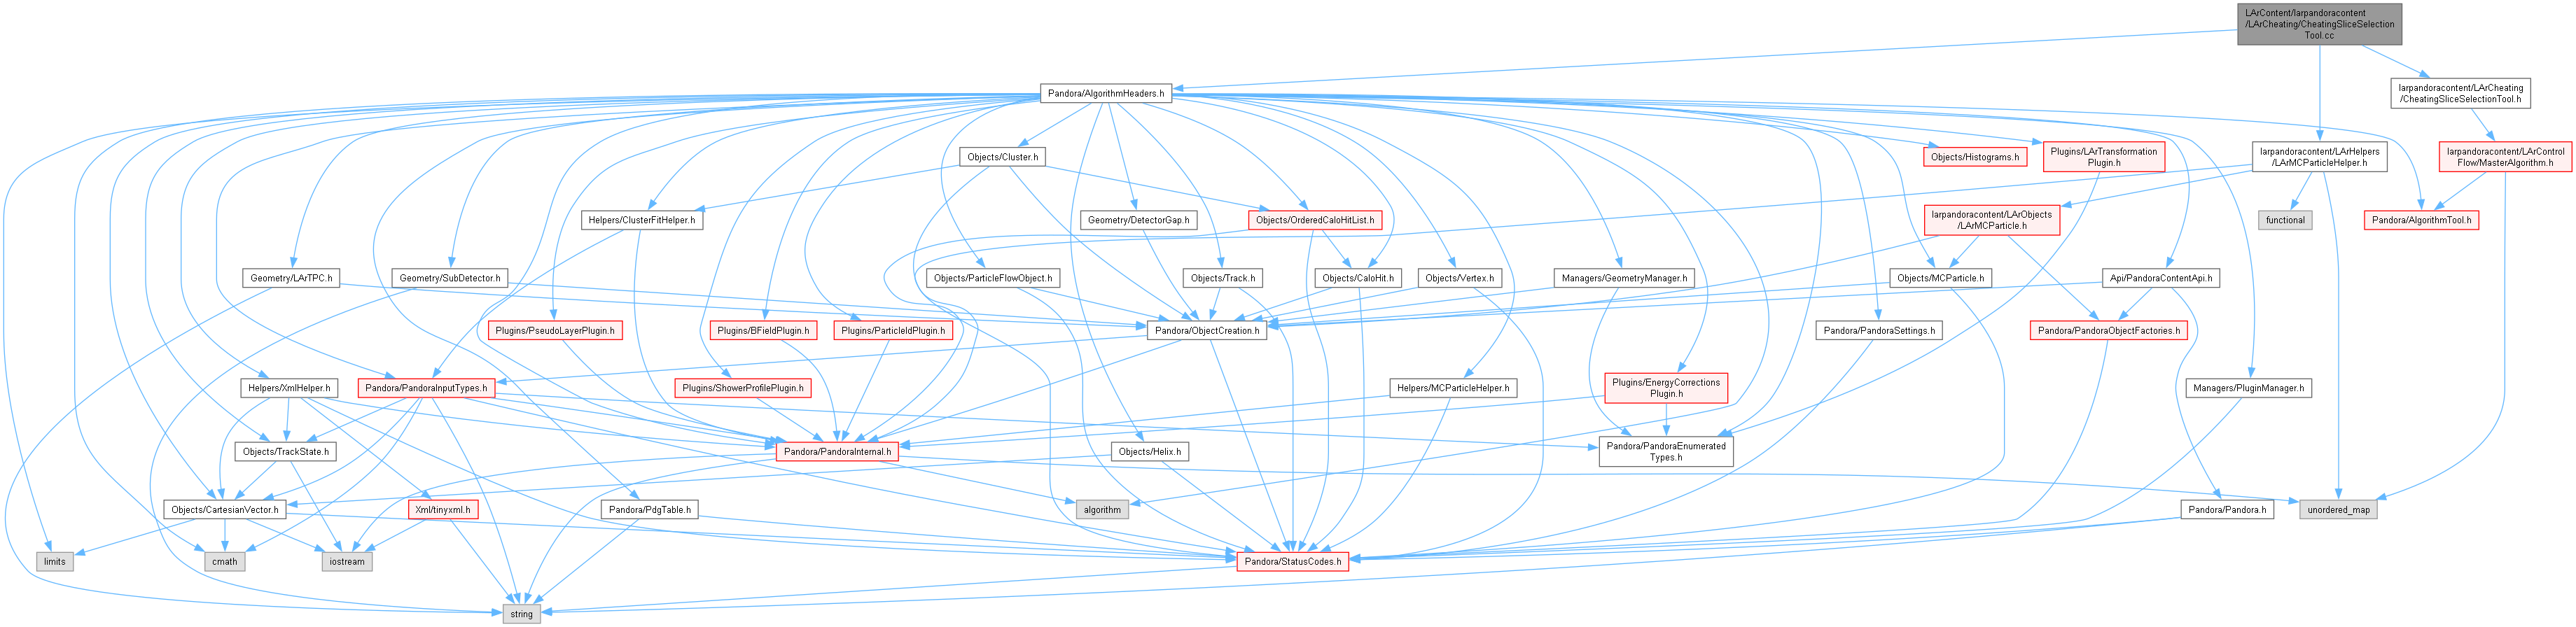 LArContent/larpandoracontent
/LArCheating/CheatingSliceSelection
Tool.cc
Pandora/AlgorithmHeaders.h
larpandoracontent/LArCheating
/CheatingSliceSelectionTool.h
Objects/Cluster.h
Objects/Histograms.h
Plugins/LArTransformation
Plugin.h
larpandoracontent/LArHelpers
/LArMCParticleHelper.h
larpandoracontent/LArControl
Flow/MasterAlgorithm.h
Helpers/ClusterFitHelper.h
Geometry/DetectorGap.h
Objects/OrderedCaloHitList.h
larpandoracontent/LArObjects
/LArMCParticle.h
functional
Pandora/AlgorithmTool.h
Geometry/LArTPC.h
Geometry/SubDetector.h
Objects/ParticleFlowObject.h
Objects/Track.h
Objects/CaloHit.h
Objects/Vertex.h
Managers/GeometryManager.h
Objects/MCParticle.h
Api/PandoraContentApi.h
Plugins/PseudoLayerPlugin.h
Plugins/BFieldPlugin.h
Plugins/ParticleIdPlugin.h
Pandora/ObjectCreation.h
Pandora/PandoraSettings.h
Pandora/PandoraObjectFactories.h
Helpers/XmlHelper.h
Pandora/PandoraInputTypes.h
Plugins/ShowerProfilePlugin.h
Helpers/MCParticleHelper.h
Plugins/EnergyCorrections
Plugin.h
Managers/PluginManager.h
Objects/TrackState.h
Pandora/PandoraInternal.h
Objects/Helix.h
Pandora/PandoraEnumerated
Types.h
Objects/CartesianVector.h
Xml/tinyxml.h
Pandora/PdgTable.h
algorithm
Pandora/Pandora.h
unordered_map
limits
cmath
iostream
Pandora/StatusCodes.h
string